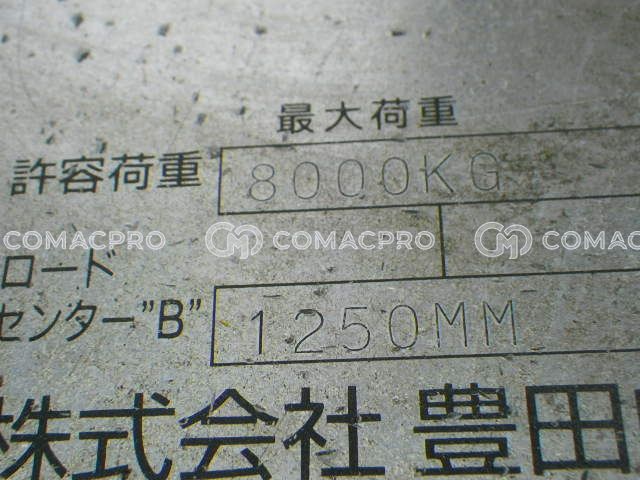 最大荷重
許容荷重 8000KG
COMACPRO COMACPRO COMACPRO
ロード
センター"B" 1250MM
株式会社 豊田